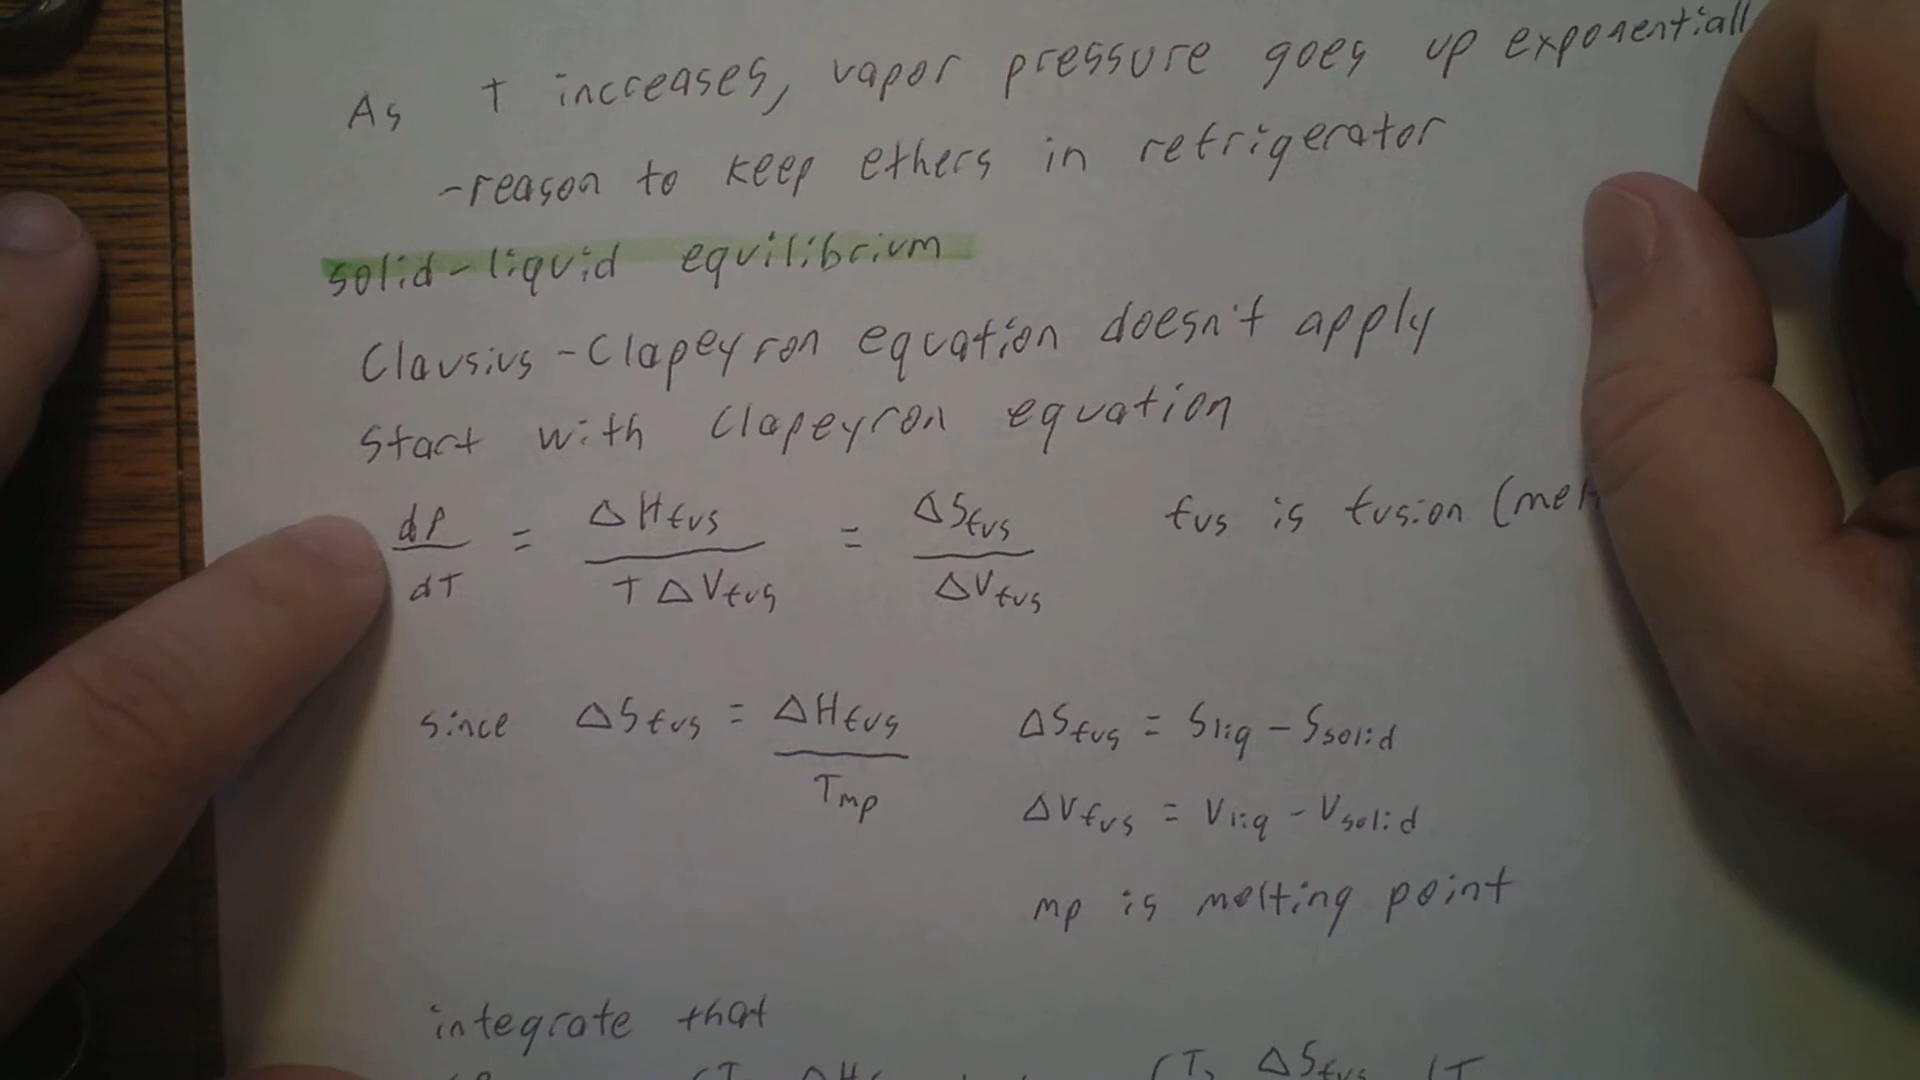 As T increases, vapor pressure goes up exponentiall
-reason to keep ethers in refrigerator
solid-liquid equilibrium
Clausius-Clapeyron equation doesn't apply
Start with Clapeyron equation
dP/dT = ΔHfus/TΔVfus = ΔSfus/ΔVfus fus is fusion (mel
since ΔSfus = ΔHfus/Tmp ΔSfus = Sliq - Ssolid
ΔVfus = Vliq - Vsolid
mp is melting point
integrate that